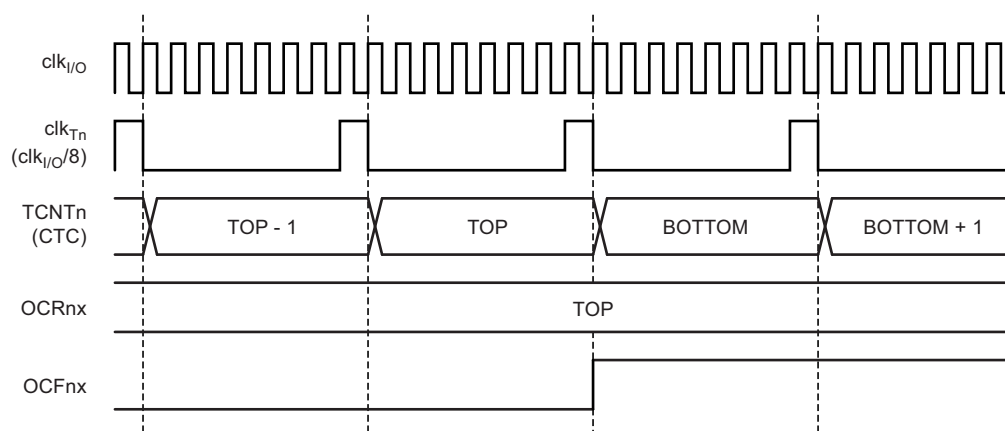 clkI/O
clkTn
(clkI/O/8)
TCNTn
(CTC)
TOP - 1
TOP
BOTTOM
BOTTOM + 1
OCRnx
TOP
OCFnx